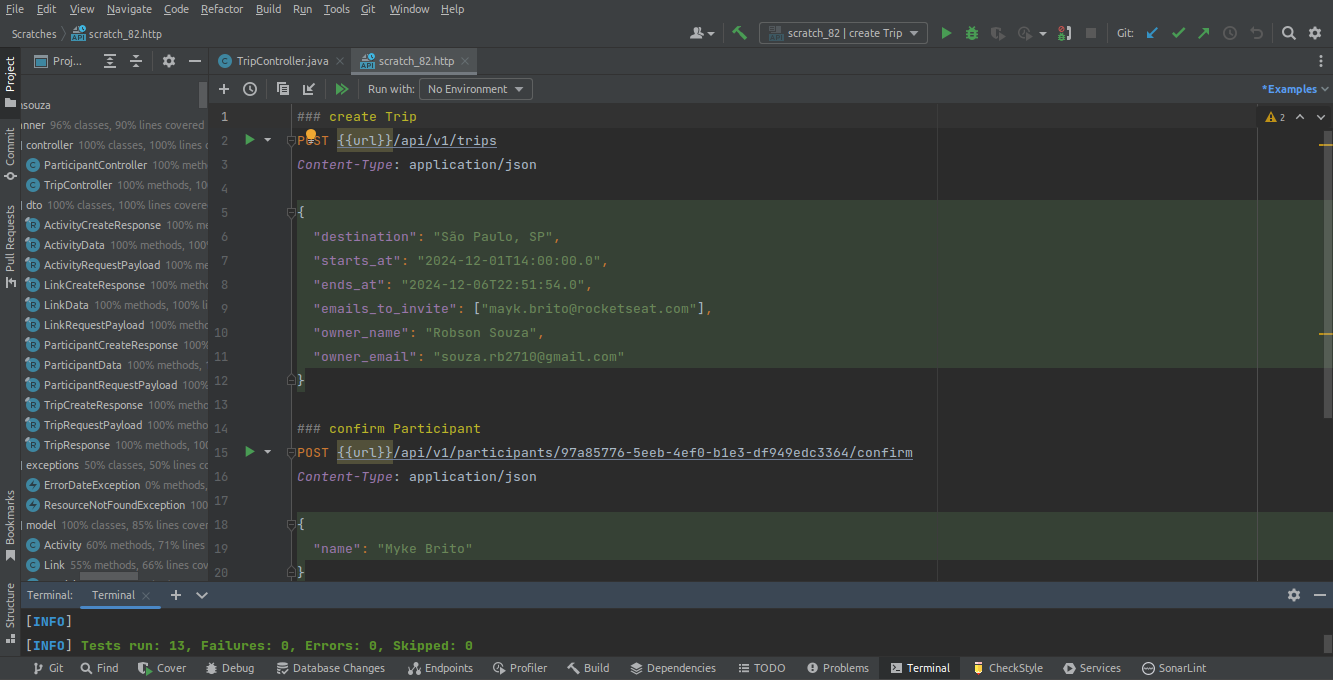 File Edit View Navigate Code Refactor Build Run Tools Git Window Help
Scratches scratch_82.http
scratch_82 | create Trip
Git:
Project
Proj...
TripController.java
scratch_82.http
Run with: No Environment
*Examples
2
souza
nner 96% classes, 90% lines covered
controller 100% classes, 100% lines c
ParticipantController 100% meth
TripController 100% methods, 10
dto 100% classes, 100% lines covered
ActivityCreateResponse 100% me
ActivityData 100% methods, 100%
ActivityRequestPayload 100% me
LinkCreateResponse 100% metho
LinkData 100% methods, 100% li
LinkRequestPayload 100% metho
ParticipantCreateResponse 100%
ParticipantData 100% methods,
ParticipantRequestPayload 100%
TripCreateResponse 100% metho
TripRequestPayload 100% metho
TripResponse 100% methods, 100
exceptions 50% classes, 50% lines co
ErrorDateException 0% methods,
ResourceNotFoundException 100
model 100% classes, 85% lines cover
Activity 60% methods, 71% lines
Link 55% methods, 66% lines cov
Commit
Pull Requests
Bookmarks
Structure
1 ### create Trip
2 POST {{url}}/api/v1/trips
3 Content-Type: application/json
4
5 {
6 "destination": "São Paulo, SP",
7 "starts_at": "2024-12-01T14:00:00.0",
8 "ends_at": "2024-12-06T22:51:54.0",
9 "emails_to_invite": ["mayk.brito@rocketseat.com"],
10 "owner_name": "Robson Souza",
11 "owner_email": "souza.rb2710@gmail.com"
12 }
13
14 ### confirm Participant
15 POST {{url}}/api/v1/participants/97a85776-5eeb-4ef0-b1e3-df949edc3364/confirm
16 Content-Type: application/json
17
18 {
19 "name": "Myke Brito"
20 }
Terminal: Terminal
[INFO]
[INFO] Tests run: 13, Failures: 0, Errors: 0, Skipped: 0
Git Find Cover Debug Database Changes Endpoints Profiler Build Dependencies TODO Problems Terminal CheckStyle Services SonarLint